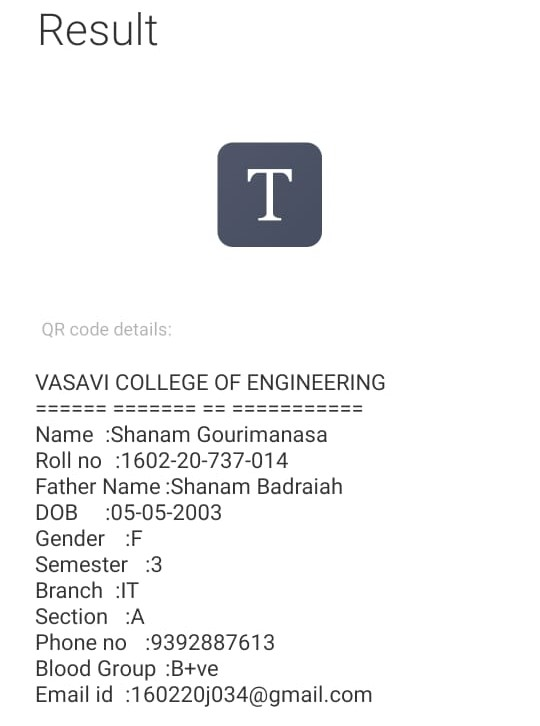 Result
T
QR code details:
VASAVI COLLEGE OF ENGINEERING
====== ======= == ===========
Name :Shanam Gourimanasa
Roll no :1602-20-737-014
Father Name :Shanam Badraiah
DOB :05-05-2003
Gender :F
Semester :3
Branch :IT
Section :A
Phone no :9392887613
Blood Group :B+ve
Email id :160220j034@gmail.com